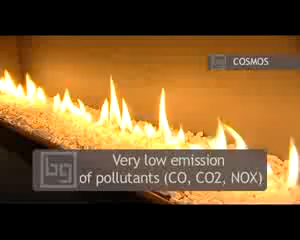 COSMOS
bg
Very low emission
of pollutants (CO, CO2, NOX)